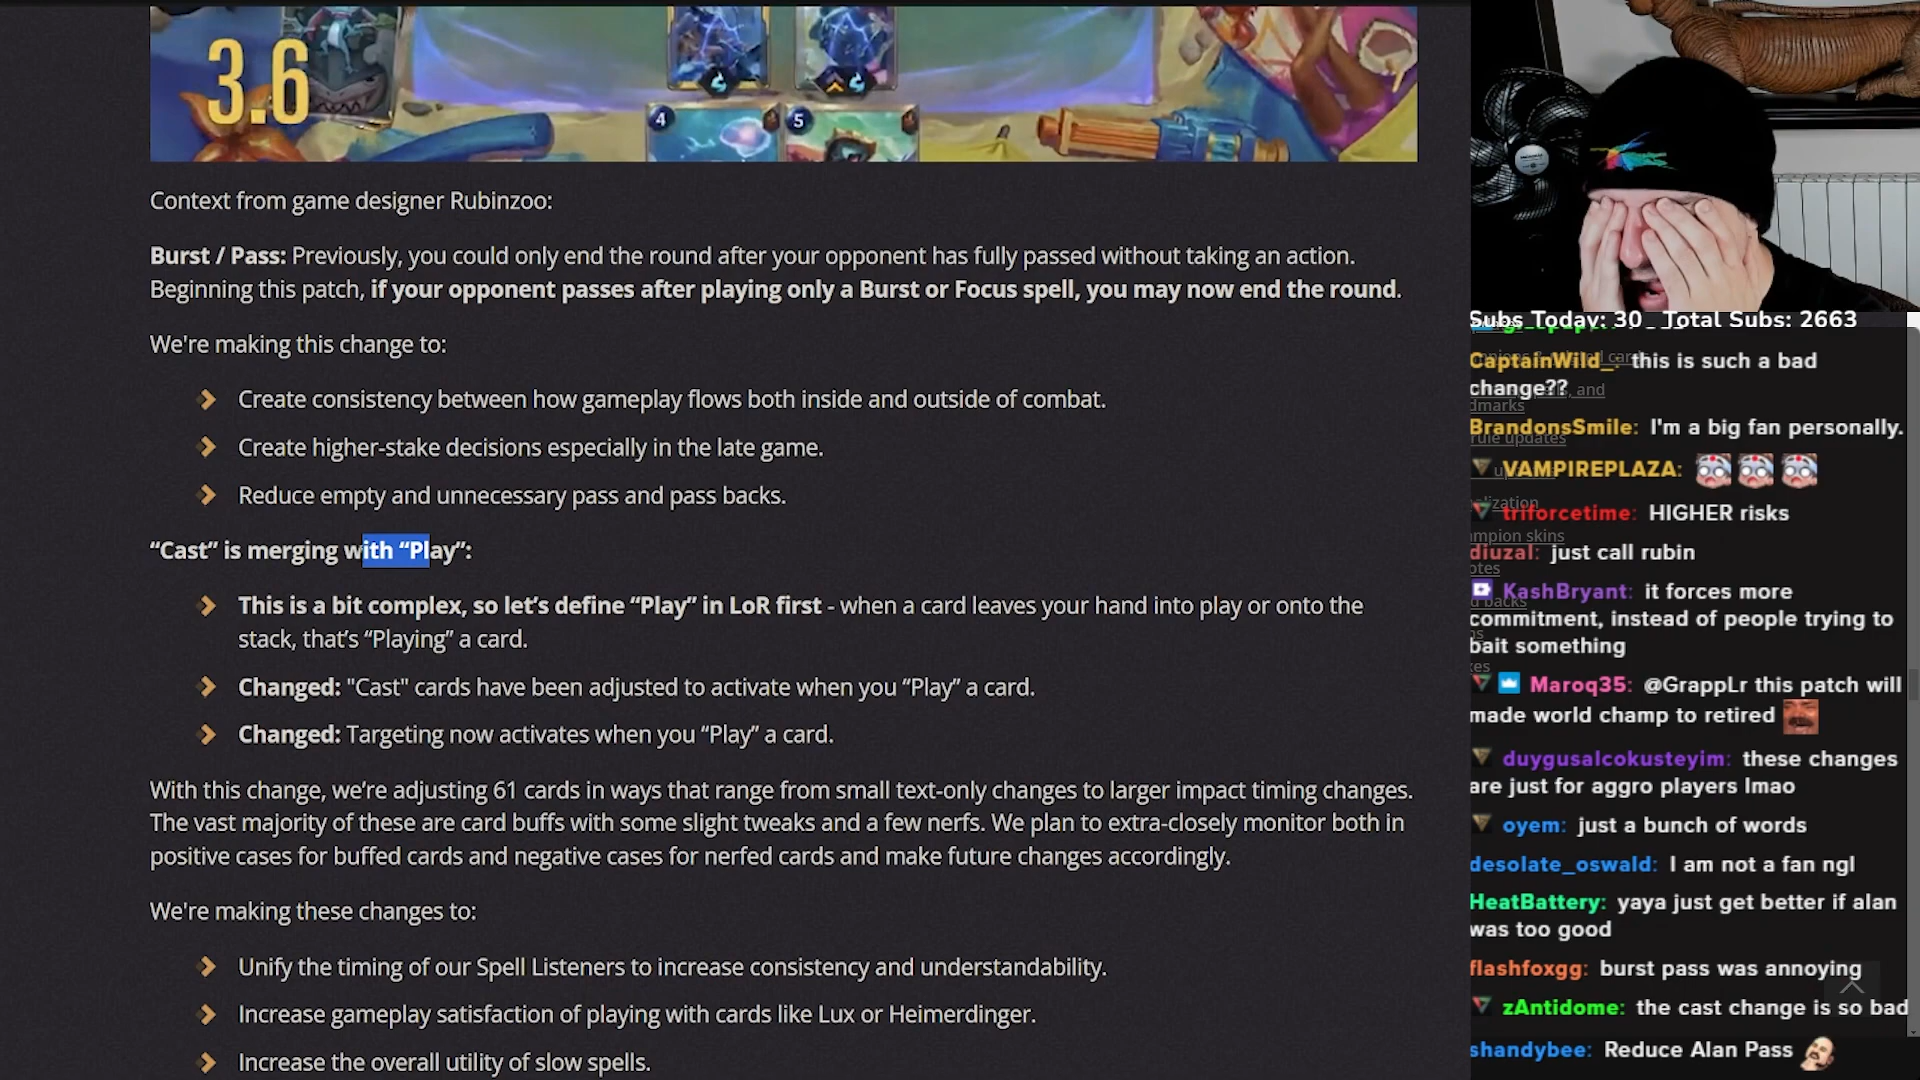 3.6
4
5
Context from game designer Rubinzoo:
Burst / Pass: Previously, you could only end the round after your opponent has fully passed without taking an action.
Beginning this patch, if your opponent passes after playing only a Burst or Focus spell, you may now end the round.
We're making this change to:
Create consistency between how gameplay flows both inside and outside of combat.
Create higher-stake decisions especially in the late game.
Reduce empty and unnecessary pass and pass backs.
“Cast” is merging with “Play”:
This is a bit complex, so let’s define “Play” in LoR first - when a card leaves your hand into play or onto the
stack, that’s “Playing” a card.
Changed: "Cast" cards have been adjusted to activate when you “Play” a card.
Changed: Targeting now activates when you “Play” a card.
With this change, we’re adjusting 61 cards in ways that range from small text-only changes to larger impact timing changes.
The vast majority of these are card buffs with some slight tweaks and a few nerfs. We plan to extra-closely monitor both in
positive cases for buffed cards and negative cases for nerfed cards and make future changes accordingly.
We're making these changes to:
Unify the timing of our Spell Listeners to increase consistency and understandability.
Increase gameplay satisfaction of playing with cards like Lux or Heimerdinger.
Increase the overall utility of slow spells.
Subs Today: 30 Total Subs: 2663
CaptainWild_: this is such a bad
change??
BrandonsSmile: I'm a big fan personally.
VAMPIREPLAZA:
triforcetime: HIGHER risks
diuzal: just call rubin
KashBryant: it forces more
commitment, instead of people trying to
bait something
Maroq35: @GrappLr this patch will
made world champ to retired
duygusalcokusteyim: these changes
are just for aggro players lmao
oyem: just a bunch of words
desolate_oswald: I am not a fan ngl
HeatBattery: yaya just get better if alan
was too good
flashfoxgg: burst pass was annoying
zAntidome: the cast change is so bad
shandybee: Reduce Alan Pass